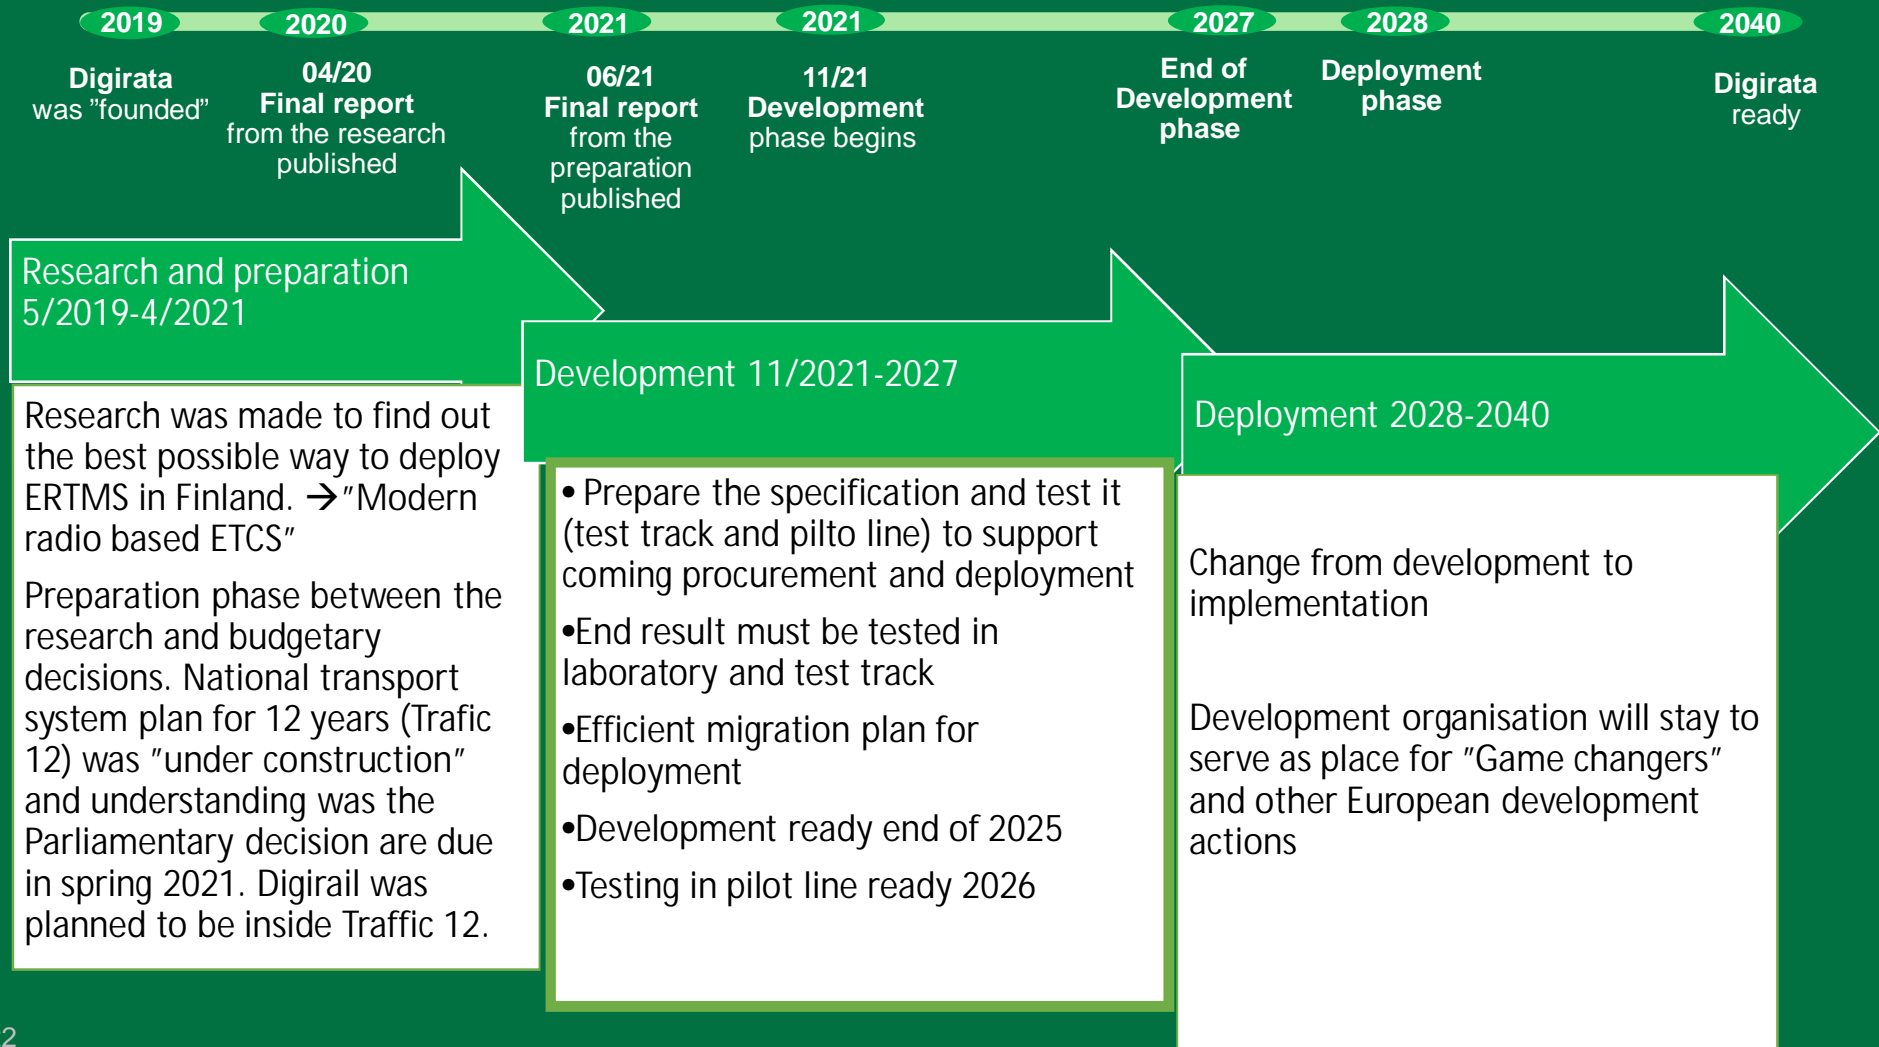 2019
2020
2021
2021
2027
2028
2040
Digirata
was "founded"
04/20
Final report
from the research
published
06/21
Final report
from the
preparation
published
11/21
Development
phase begins
End of
Development
phase
Deployment
phase
Digirata
ready
Research and preparation
5/2019-4/2021
Research was made to find out
the best possible way to deploy
ERTMS in Finland. → "Modern
radio based ETCS"
Preparation phase between the
research and budgetary
decisions. National transport
system plan for 12 years (Trafic
12) was "under construction"
and understanding was the
Parliamentary decision are due
in spring 2021. Digirail was
planned to be inside Traffic 12.
Development 11/2021-2027
• Prepare the specification and test it
(test track and pilto line) to support
coming procurement and deployment
•End result must be tested in
laboratory and test track
•Efficient migration plan for
deployment
•Development ready end of 2025
•Testing in pilot line ready 2026
Deployment 2028-2040
Change from development to
implementation
Development organisation will stay to
serve as place for "Game changers"
and other European development
actions
2